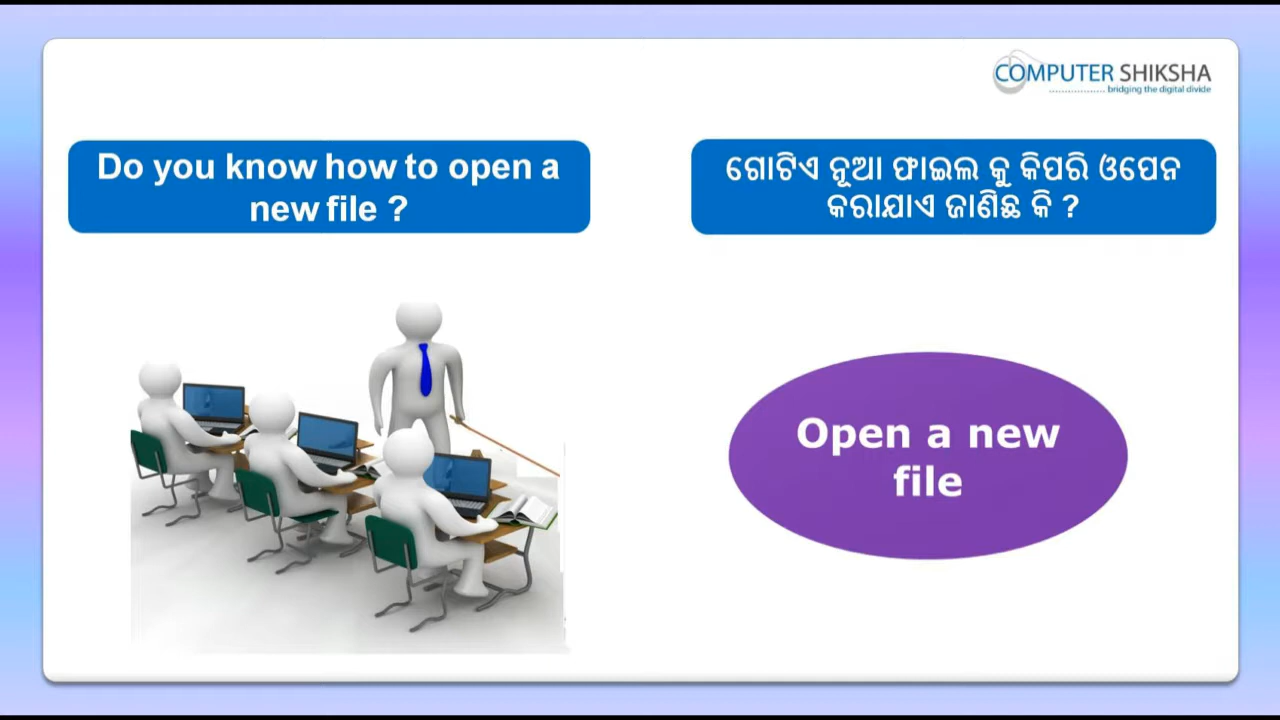 COMPUTER SHIKSHA
bridging the digital divide
Do you know how to open a
new file ?
ଗୋଟିଏ ନୂଆ ଫାଇଲ କୁ କିପରି ଓପେନ
କରାଯାଏ ଜାଣିଛ କି ?
Open a new
file